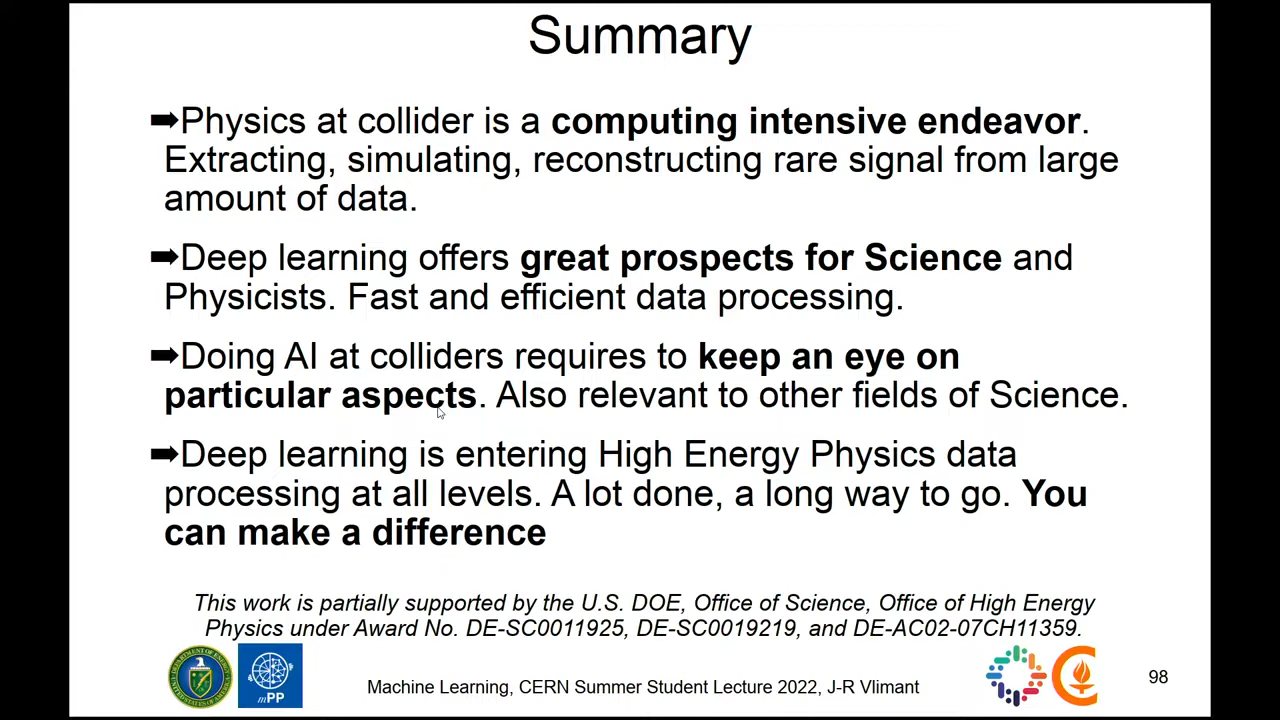 Summary
➡Physics at collider is a computing intensive endeavor.
Extracting, simulating, reconstructing rare signal from large
amount of data.
➡Deep learning offers great prospects for Science and
Physicists. Fast and efficient data processing.
➡Doing AI at colliders requires to keep an eye on
particular aspects. Also relevant to other fields of Science.
➡Deep learning is entering High Energy Physics data
processing at all levels. A lot done, a long way to go. You
can make a difference
This work is partially supported by the U.S. DOE, Office of Science, Office of High Energy
Physics under Award No. DE-SC0011925, DE-SC0019219, and DE-AC02-07CH11359.
mPP
Machine Learning, CERN Summer Student Lecture 2022, J-R Vlimant
98